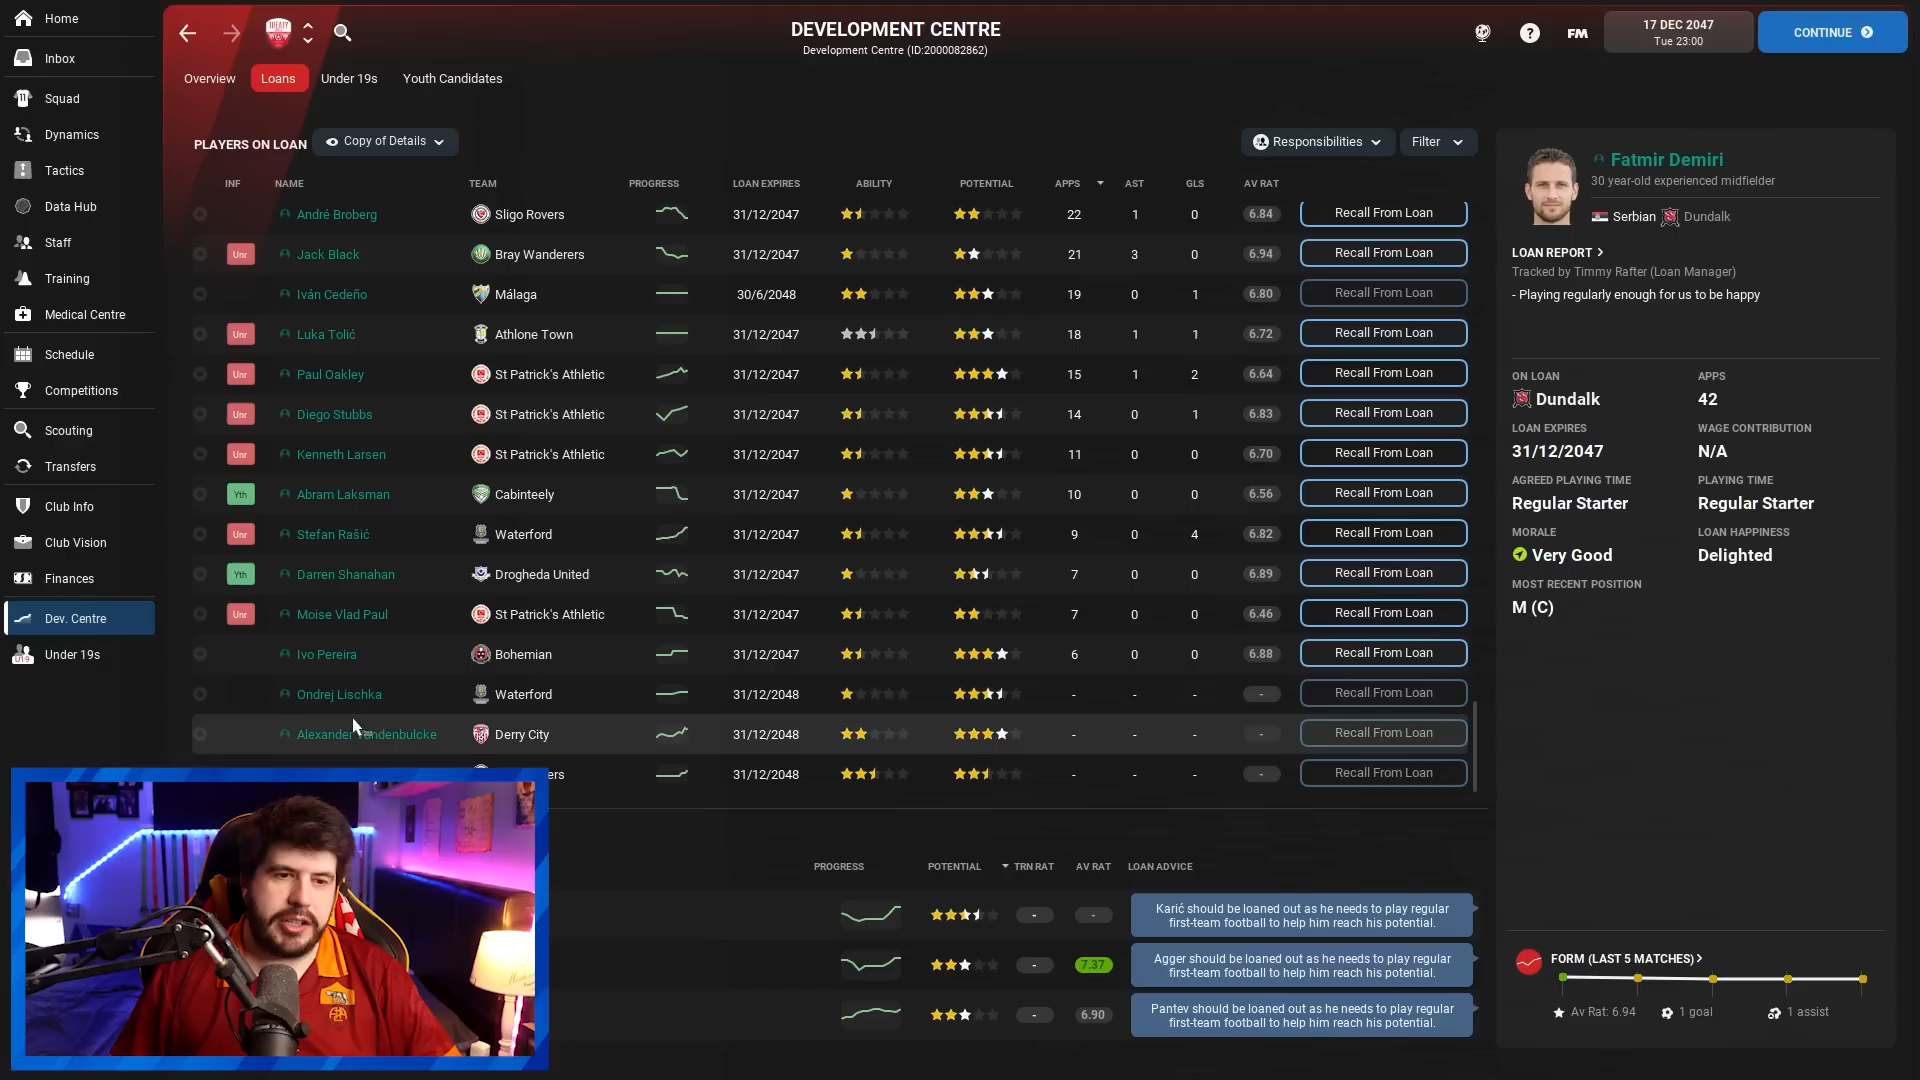 Home
Inbox
Squad
Dynamics
Tactics
Data Hub
Staff
Training
Medical Centre
Schedule
Competitions
Scouting
Transfers
Club Info
Club Vision
Finances
Dev. Centre
Under 19s
DEVELOPMENT CENTRE
Development Centre (ID:2000082862)
FM
17 DEC 2047
Tue 23:00
CONTINUE
Overview Loans Under 19s Youth Candidates
PLAYERS ON LOAN Copy of Details Responsibilities Filter
INF NAME TEAM PROGRESS LOAN EXPIRES ABILITY POTENTIAL APPS AST GLS AV RAT
André Broberg Sligo Rovers 31/12/2047 22 1 0 6.84 Recall From Loan
Unr Jack Black Bray Wanderers 31/12/2047 21 3 0 6.94 Recall From Loan
Iván Cedeño Málaga 30/6/2048 19 0 1 6.80 Recall From Loan
Unr Luka Tolić Athlone Town 31/12/2047 18 1 1 6.72 Recall From Loan
Unr Paul Oakley St Patrick's Athletic 31/12/2047 15 1 2 6.64 Recall From Loan
Unr Diego Stubbs St Patrick's Athletic 31/12/2047 14 0 1 6.83 Recall From Loan
Unr Kenneth Larsen St Patrick's Athletic 31/12/2047 11 0 0 6.70 Recall From Loan
Yth Abram Laksman Cabinteely 31/12/2047 10 0 0 6.56 Recall From Loan
Unr Stefan Rašić Waterford 31/12/2047 9 0 4 6.82 Recall From Loan
Yth Darren Shanahan Drogheda United 31/12/2047 7 0 0 6.89 Recall From Loan
Unr Moise Vlad Paul St Patrick's Athletic 31/12/2047 7 0 0 6.46 Recall From Loan
Ivo Pereira Bohemian 31/12/2047 6 0 0 6.88 Recall From Loan
Ondrej Lischka Waterford 31/12/2048 - - - - Recall From Loan
Alexander Vandenbulcke Derry City 31/12/2048 - - - - Recall From Loan
ers 31/12/2048 - - - - Recall From Loan
PROGRESS POTENTIAL TRN RAT AV RAT LOAN ADVICE
- - Karić should be loaned out as he needs to play regular
first-team football to help him reach his potential.
- 7.37 Agger should be loaned out as he needs to play regular
first-team football to help him reach his potential.
- 6.90 Pantev should be loaned out as he needs to play regular
first-team football to help him reach his potential.
Fatmir Demiri
30 year-old experienced midfielder
Serbian Dundalk
LOAN REPORT
Tracked by Timmy Rafter (Loan Manager)
- Playing regularly enough for us to be happy
ON LOAN APPS
Dundalk 42
LOAN EXPIRES WAGE CONTRIBUTION
31/12/2047 N/A
AGREED PLAYING TIME PLAYING TIME
Regular Starter Regular Starter
MORALE LOAN HAPPINESS
Very Good Delighted
MOST RECENT POSITION
M (C)
FORM (LAST 5 MATCHES)
Av Rat: 6.94 1 goal 1 assist